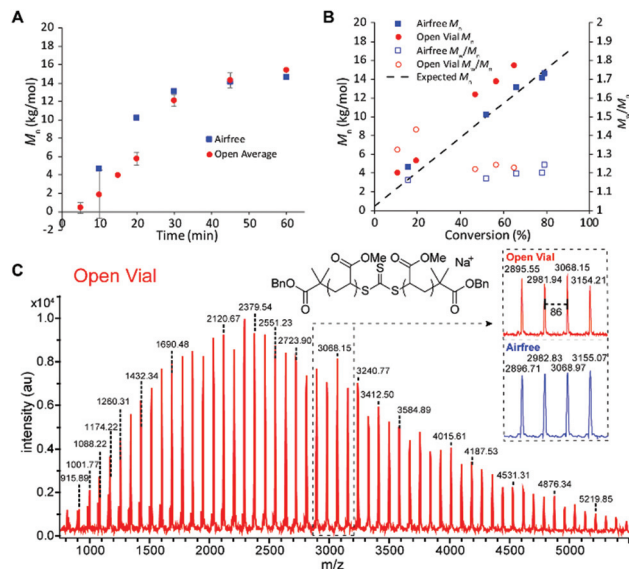 A
Mn (kg/mol)
20
18
16
14
12
10
8
6
4
2
0
-2
0 10 20 30 40 50 60
Time (min)
Airfree
Open Average
B
Mn (kg/mol)
20
18
16
14
12
10
8
6
4
2
0
0 20 40 60 80 100
Conversion (%)
2
1.9
1.8
1.7
1.6
1.5
1.4
1.3
1.2
1.1
1
Mw/Mn
Airfree Mn
Open Vial Mn
Airfree Mw/Mn
Open Vial Mw/Mn
Expected Mn
C Open Vial
x10⁴
intensity (au)
1.0
0.8
0.6
0.4
0.2
0.0
915.89
1001.77
1088.22
1174.22
1260.31
1432.34
1690.48
2120.67
2379.54
2551.23
2723.90
3068.15
3240.77
3412.50
3584.89
4015.61
4187.53
4531.31
4876.34
5219.85
1000 1500 2000 2500 3000 3500 4000 4500 5000
m/z
OMe OMe Na⁺
O O S O
BnO S S OBn
O O
Open Vial
3068.15
2895.55
2981.94 3154.21
86
Airfree
2982.83 3155.07
2896.71 3068.97